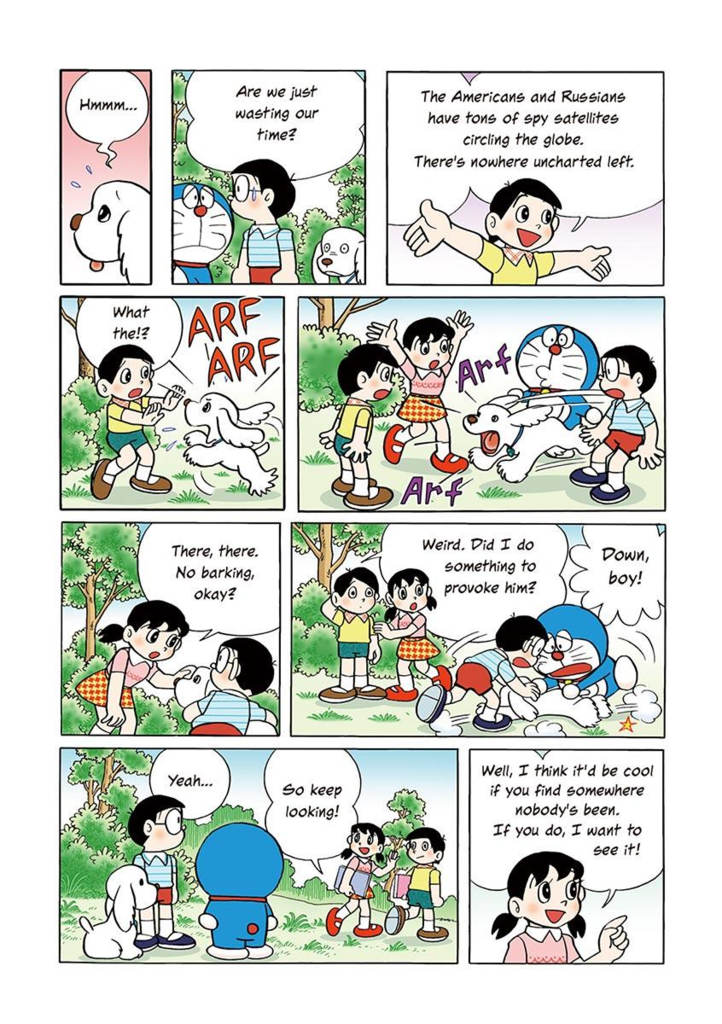 Hmmm...
Are we just
wasting our
time?
The Americans and Russians
have tons of spy satellites
circling the globe.
There's nowhere uncharted left.
What
the!?
ARF
ARF
Arf
Arf
There, there.
No barking,
okay?
Weird. Did I do
something to
provoke him?
Down,
boy!
Yeah...
So keep
looking!
Well, I think it'd be cool
if you find somewhere
nobody's been.
If you do, I want to
see it!